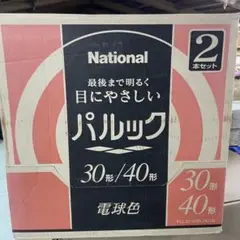 National
2
本セット
最後まで明るく
目にやさしい
パルック
30形/40形
30形
40形
電球色